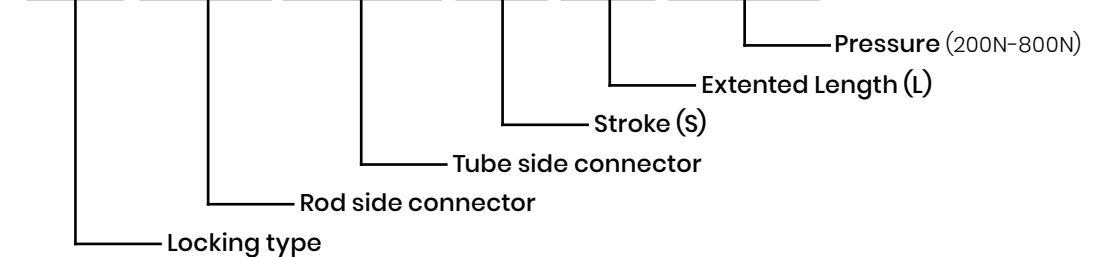 Pressure (200N-800N)
Extented Length (L)
Stroke (S)
Tube side connector
Rod side connector
Locking type